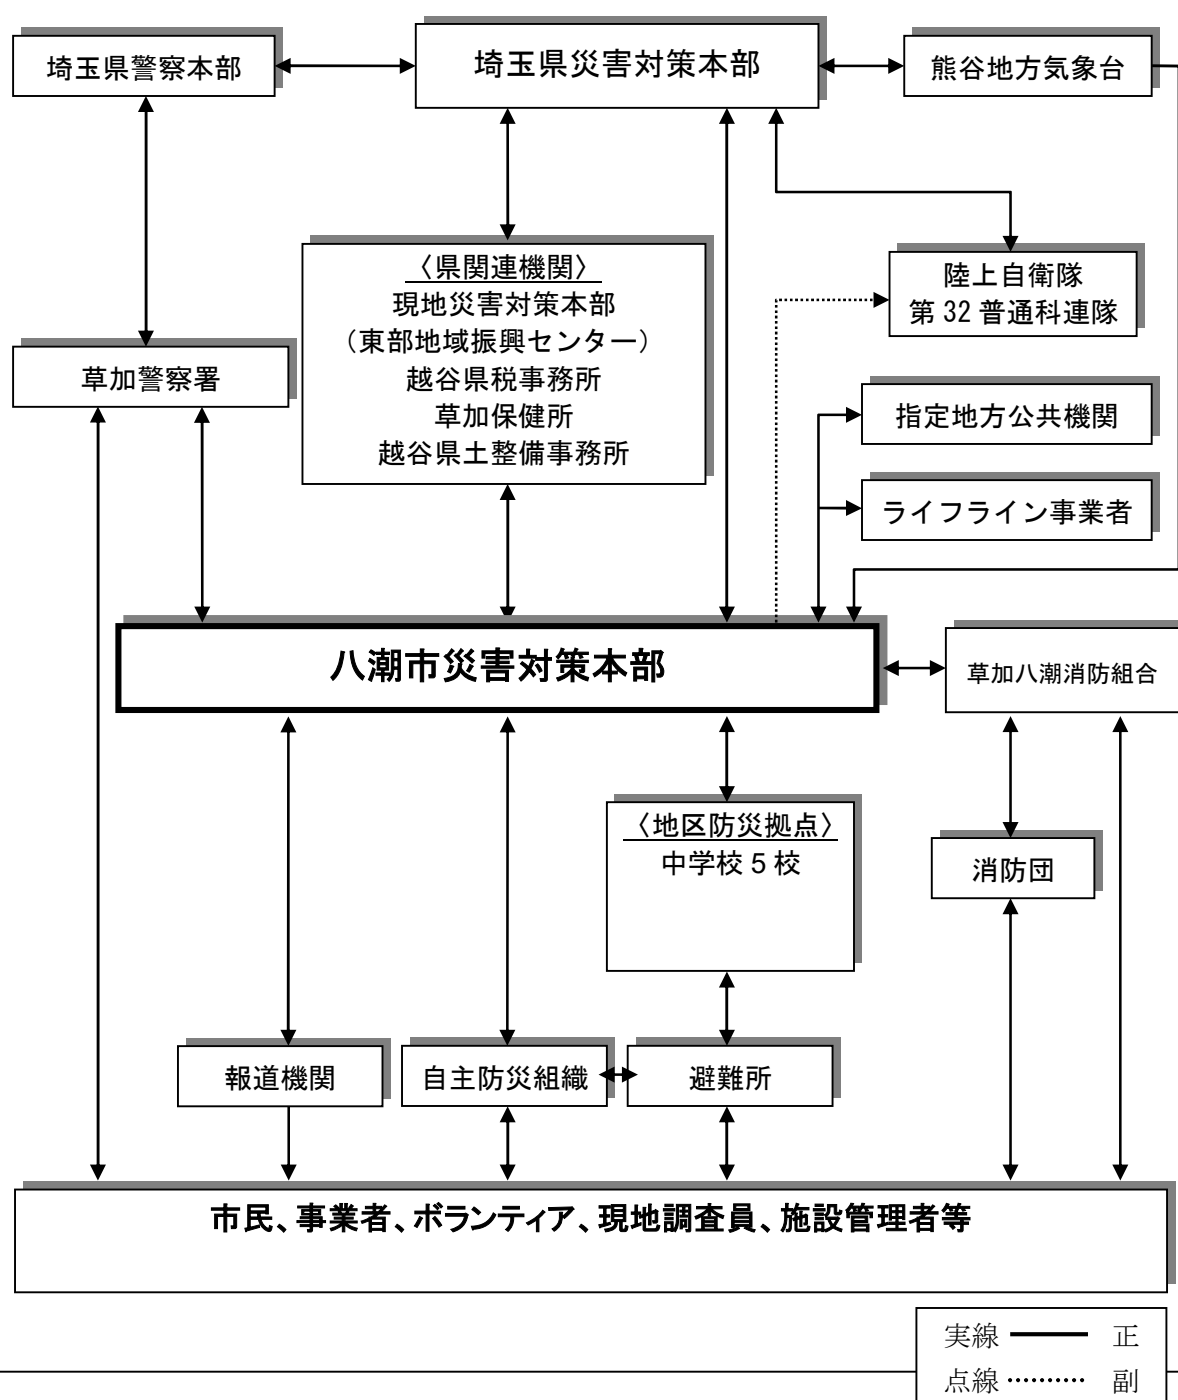 埼玉県警察本部
埼玉県災害対策本部
熊谷地方気象台
〈県関連機関〉
現地災害対策本部
（東部地域振興センター）
越谷県税事務所
草加保健所
越谷県土整備事務所
陸上自衛隊
第 32 普通科連隊
草加警察署
指定地方公共機関
ライフライン事業者
八潮市災害対策本部
草加八潮消防組合
〈地区防災拠点〉
中学校 5 校
消防団
報道機関
自主防災組織
避難所
市民、事業者、ボランティア、現地調査員、施設管理者等
実線 正
点線 副